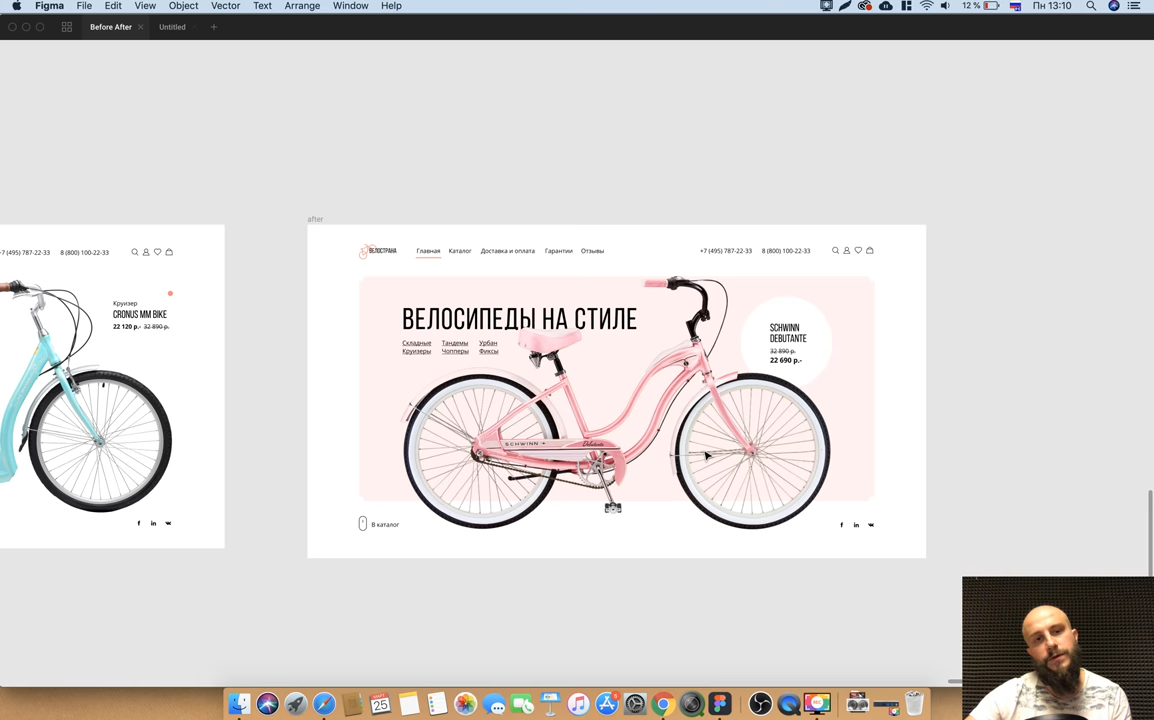 Figma File Edit View Object Vector Text Arrange Window Help
12 % Пн 13:10
Before After Untitled
after
+7 (495) 787-22-33 8 (800) 100-22-33
Круизер
CRONUS MM BIKE
22 120 р.- 32 890 р.
ВЕЛОСТРАНА Главная Каталог Доставка и оплата Гарантии Отзывы +7 (495) 787-22-33 8 (800) 100-22-33
ВЕЛОСИПЕДЫ НА СТИЛЕ
Складные Тандемы Урбан
Круизеры Чопперы Фиксы
SCHWINN
DEBUTANTE
32 890 р.
22 690 р.-
SCHWINN Debutante
В каталог
f in
25